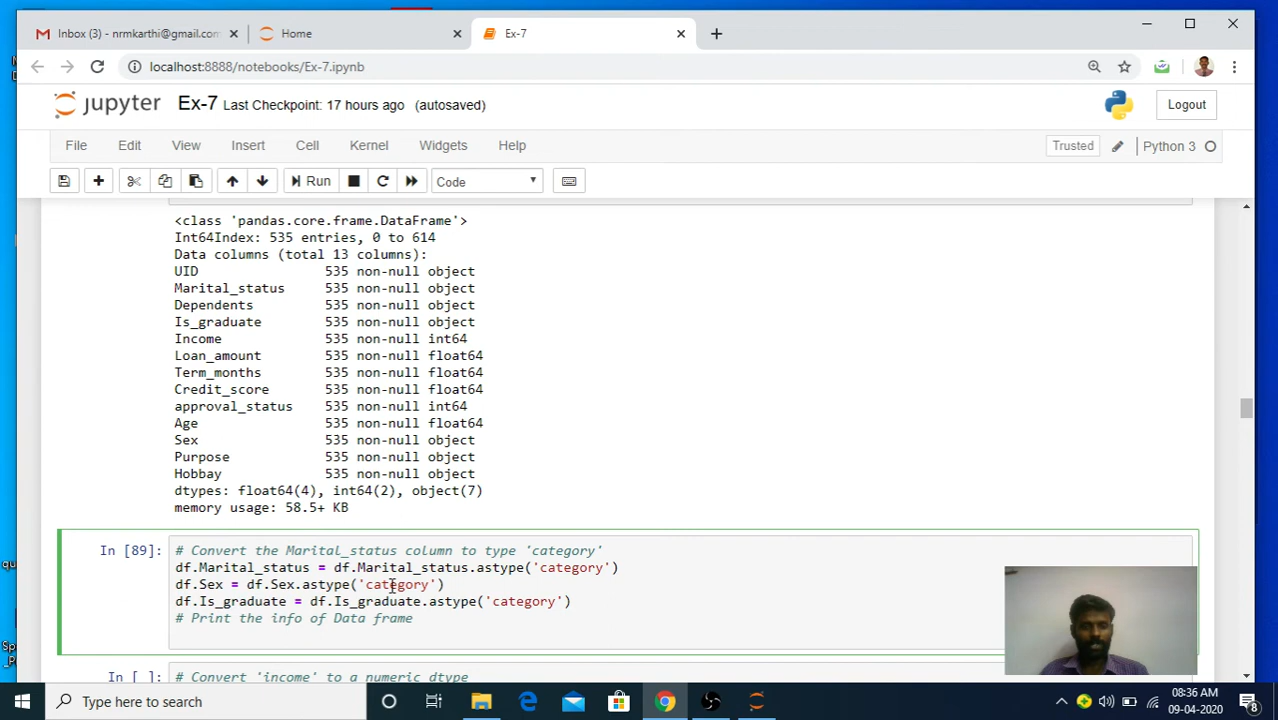 Inbox (3) - nrmkarthi@gmail.com
Home
Ex-7
localhost:8888/notebooks/Ex-7.ipynb
jupyter Ex-7 Last Checkpoint: 17 hours ago (autosaved)
Logout
File Edit View Insert Cell Kernel Widgets Help
Trusted Python 3
Run Code
<class 'pandas.core.frame.DataFrame'>
Int64Index: 535 entries, 0 to 614
Data columns (total 13 columns):
UID 535 non-null object
Marital_status 535 non-null object
Dependents 535 non-null object
Is_graduate 535 non-null object
Income 535 non-null int64
Loan_amount 535 non-null float64
Term_months 535 non-null float64
Credit_score 535 non-null float64
approval_status 535 non-null int64
Age 535 non-null float64
Sex 535 non-null object
Purpose 535 non-null object
Hobbay 535 non-null object
dtypes: float64(4), int64(2), object(7)
memory usage: 58.5+ KB
In [89]: # Convert the Marital_status column to type 'category'
df.Marital_status = df.Marital_status.astype('category')
df.Sex = df.Sex.astype('category')
df.Is_graduate = df.Is_graduate.astype('category')
# Print the info of Data frame
In [ ]: # Convert 'income' to a numeric dtype
Type here to search
08:36 AM
09-04-2020
8